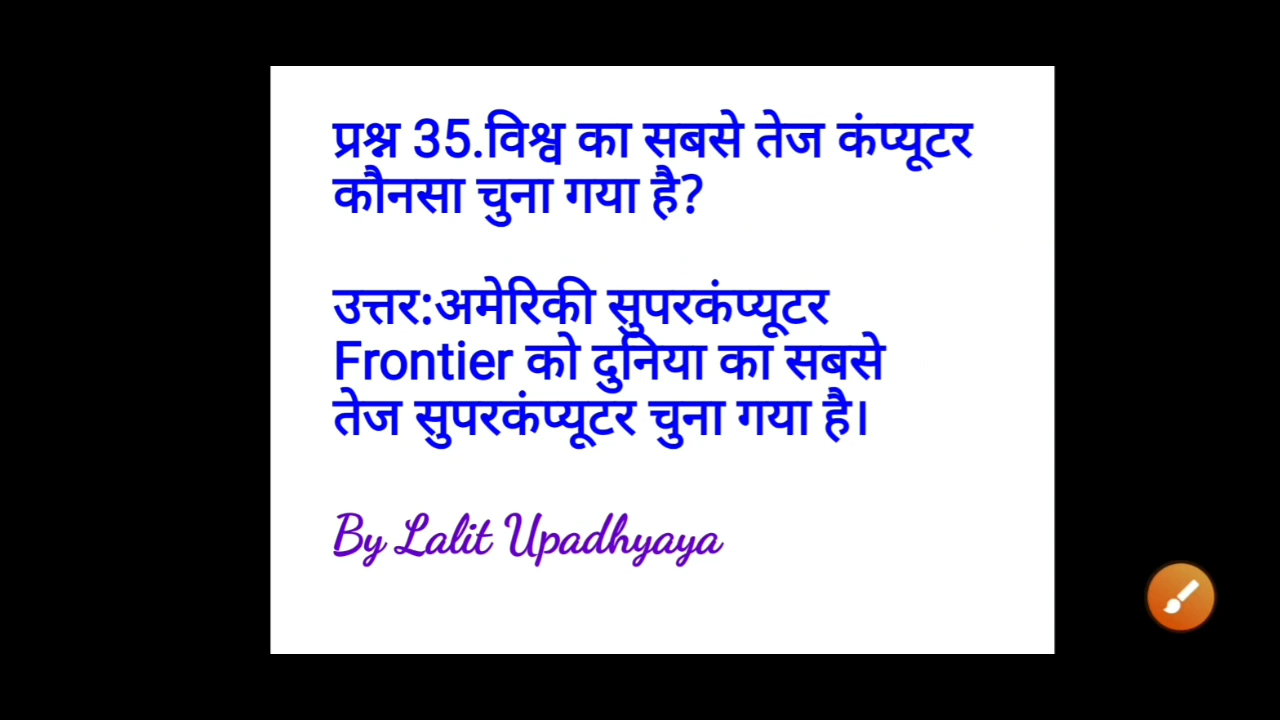 प्रश्न 35.विश्व का सबसे तेज कंप्यूटर
कौनसा चुना गया है?
उत्तर:अमेरिकी सुपरकंप्यूटर
Frontier को दुनिया का सबसे
तेज सुपरकंप्यूटर चुना गया है।
By Lalit Upadhyaya